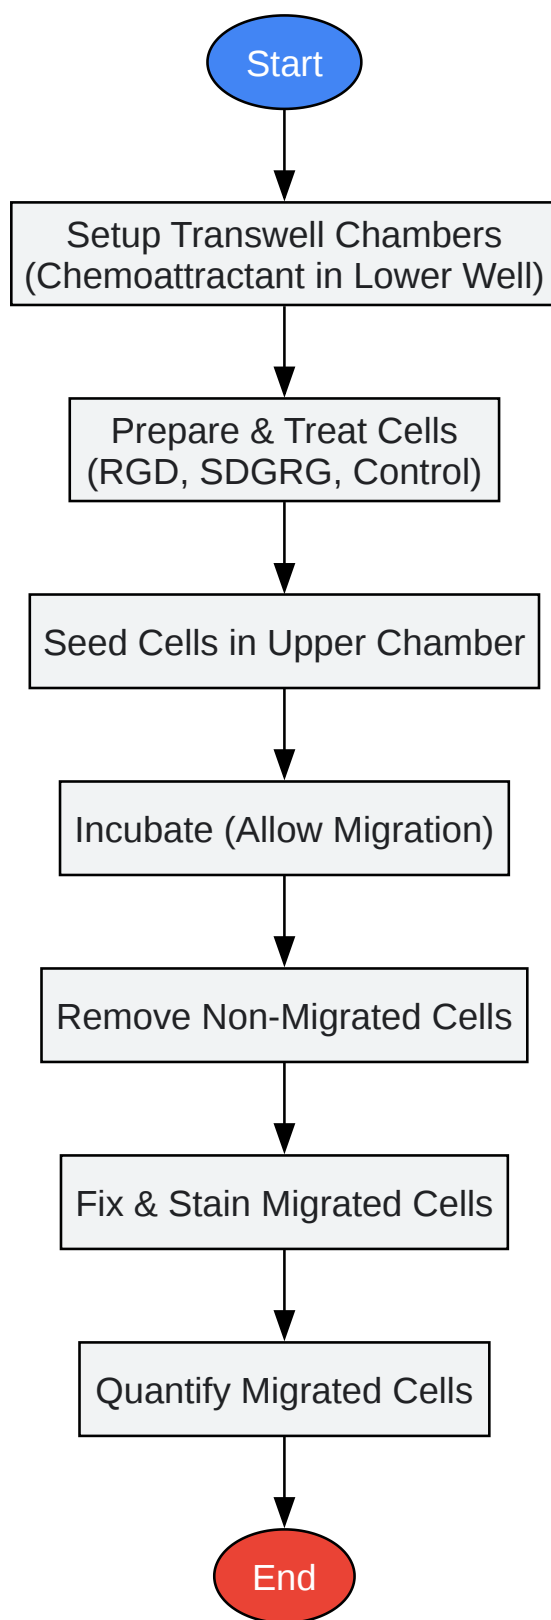 Start
Setup Transwell Chambers
(Chemoattractant in Lower Well)
Prepare & Treat Cells
(RGD, SDGRG, Control)
Seed Cells in Upper Chamber
Incubate (Allow Migration)
Remove Non-Migrated Cells
Fix & Stain Migrated Cells
Quantify Migrated Cells
End